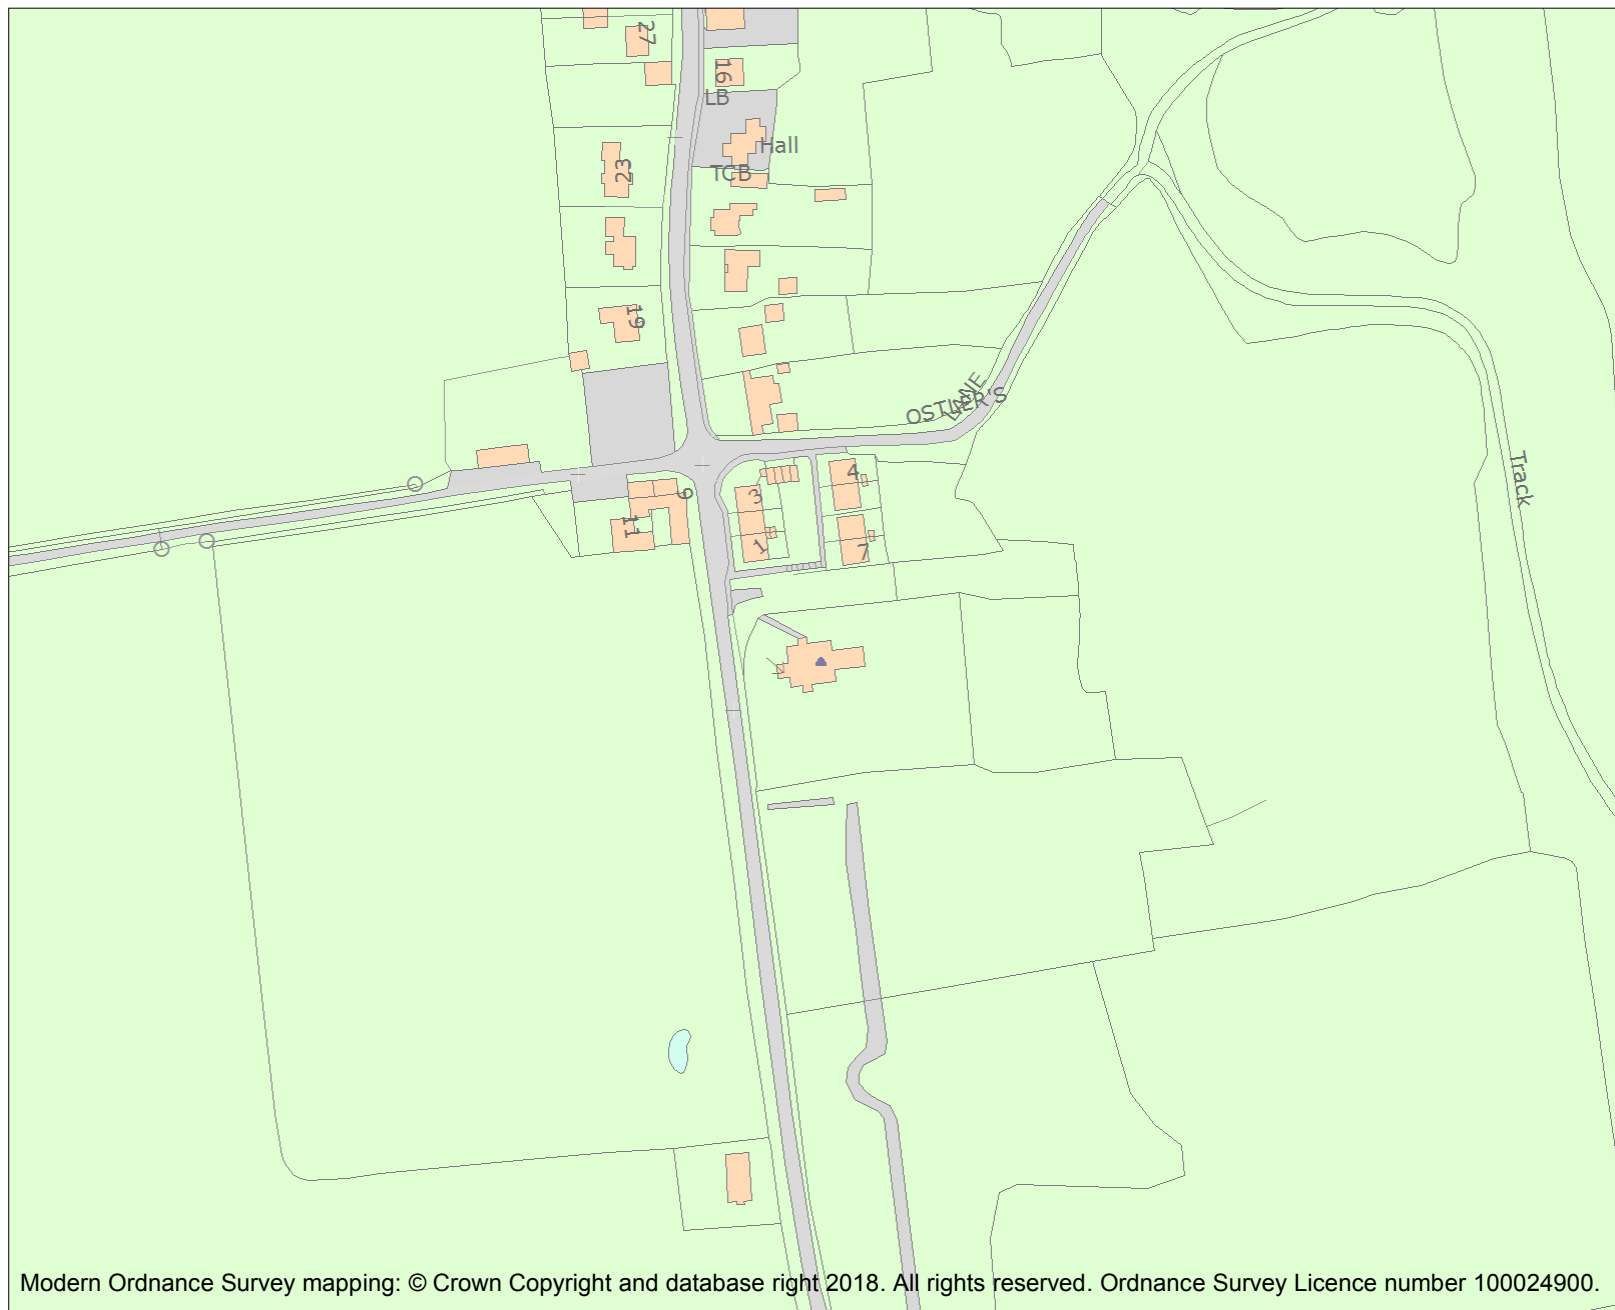 27
16
LB
Hall
23
TCB
19
OSTLER'S
LANE
Track
4
3
9
11
1
7
Modern Ordnance Survey mapping: © Crown Copyright and database right 2018. All rights reserved. Ordnance Survey Licence number 100024900.